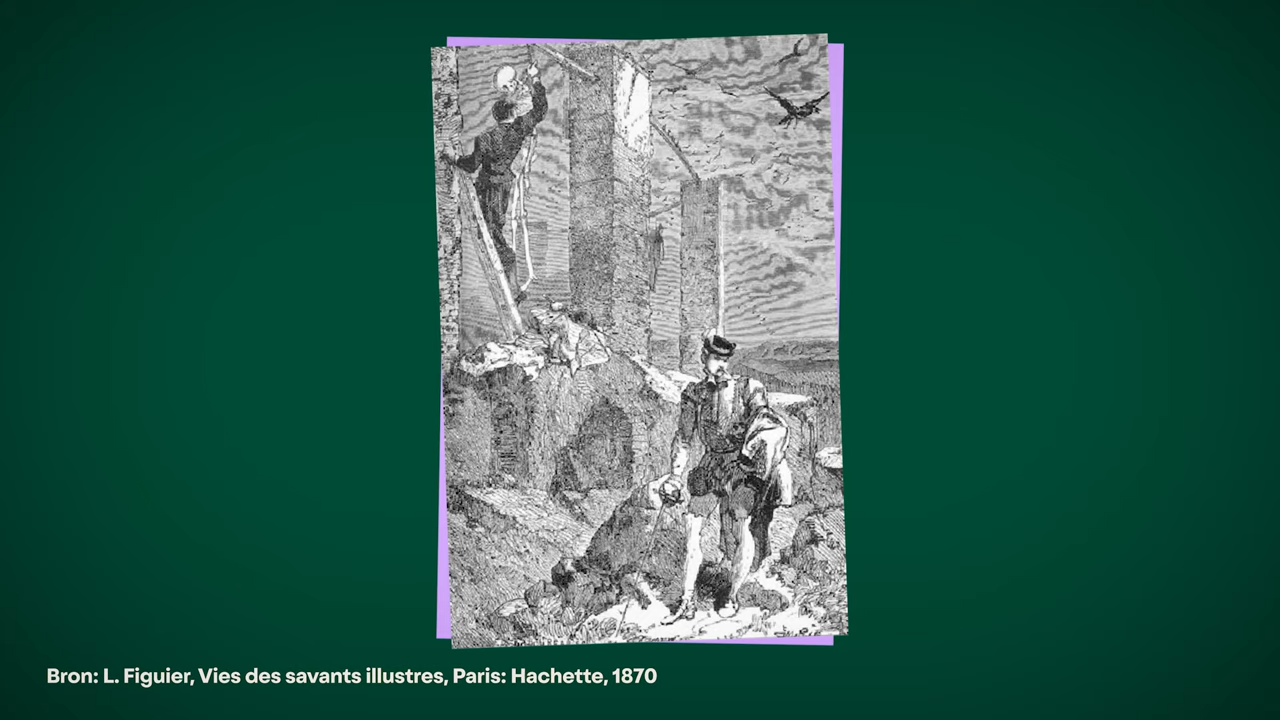 Bron: L. Figuier, Vies des savants illustres, Paris: Hachette, 1870